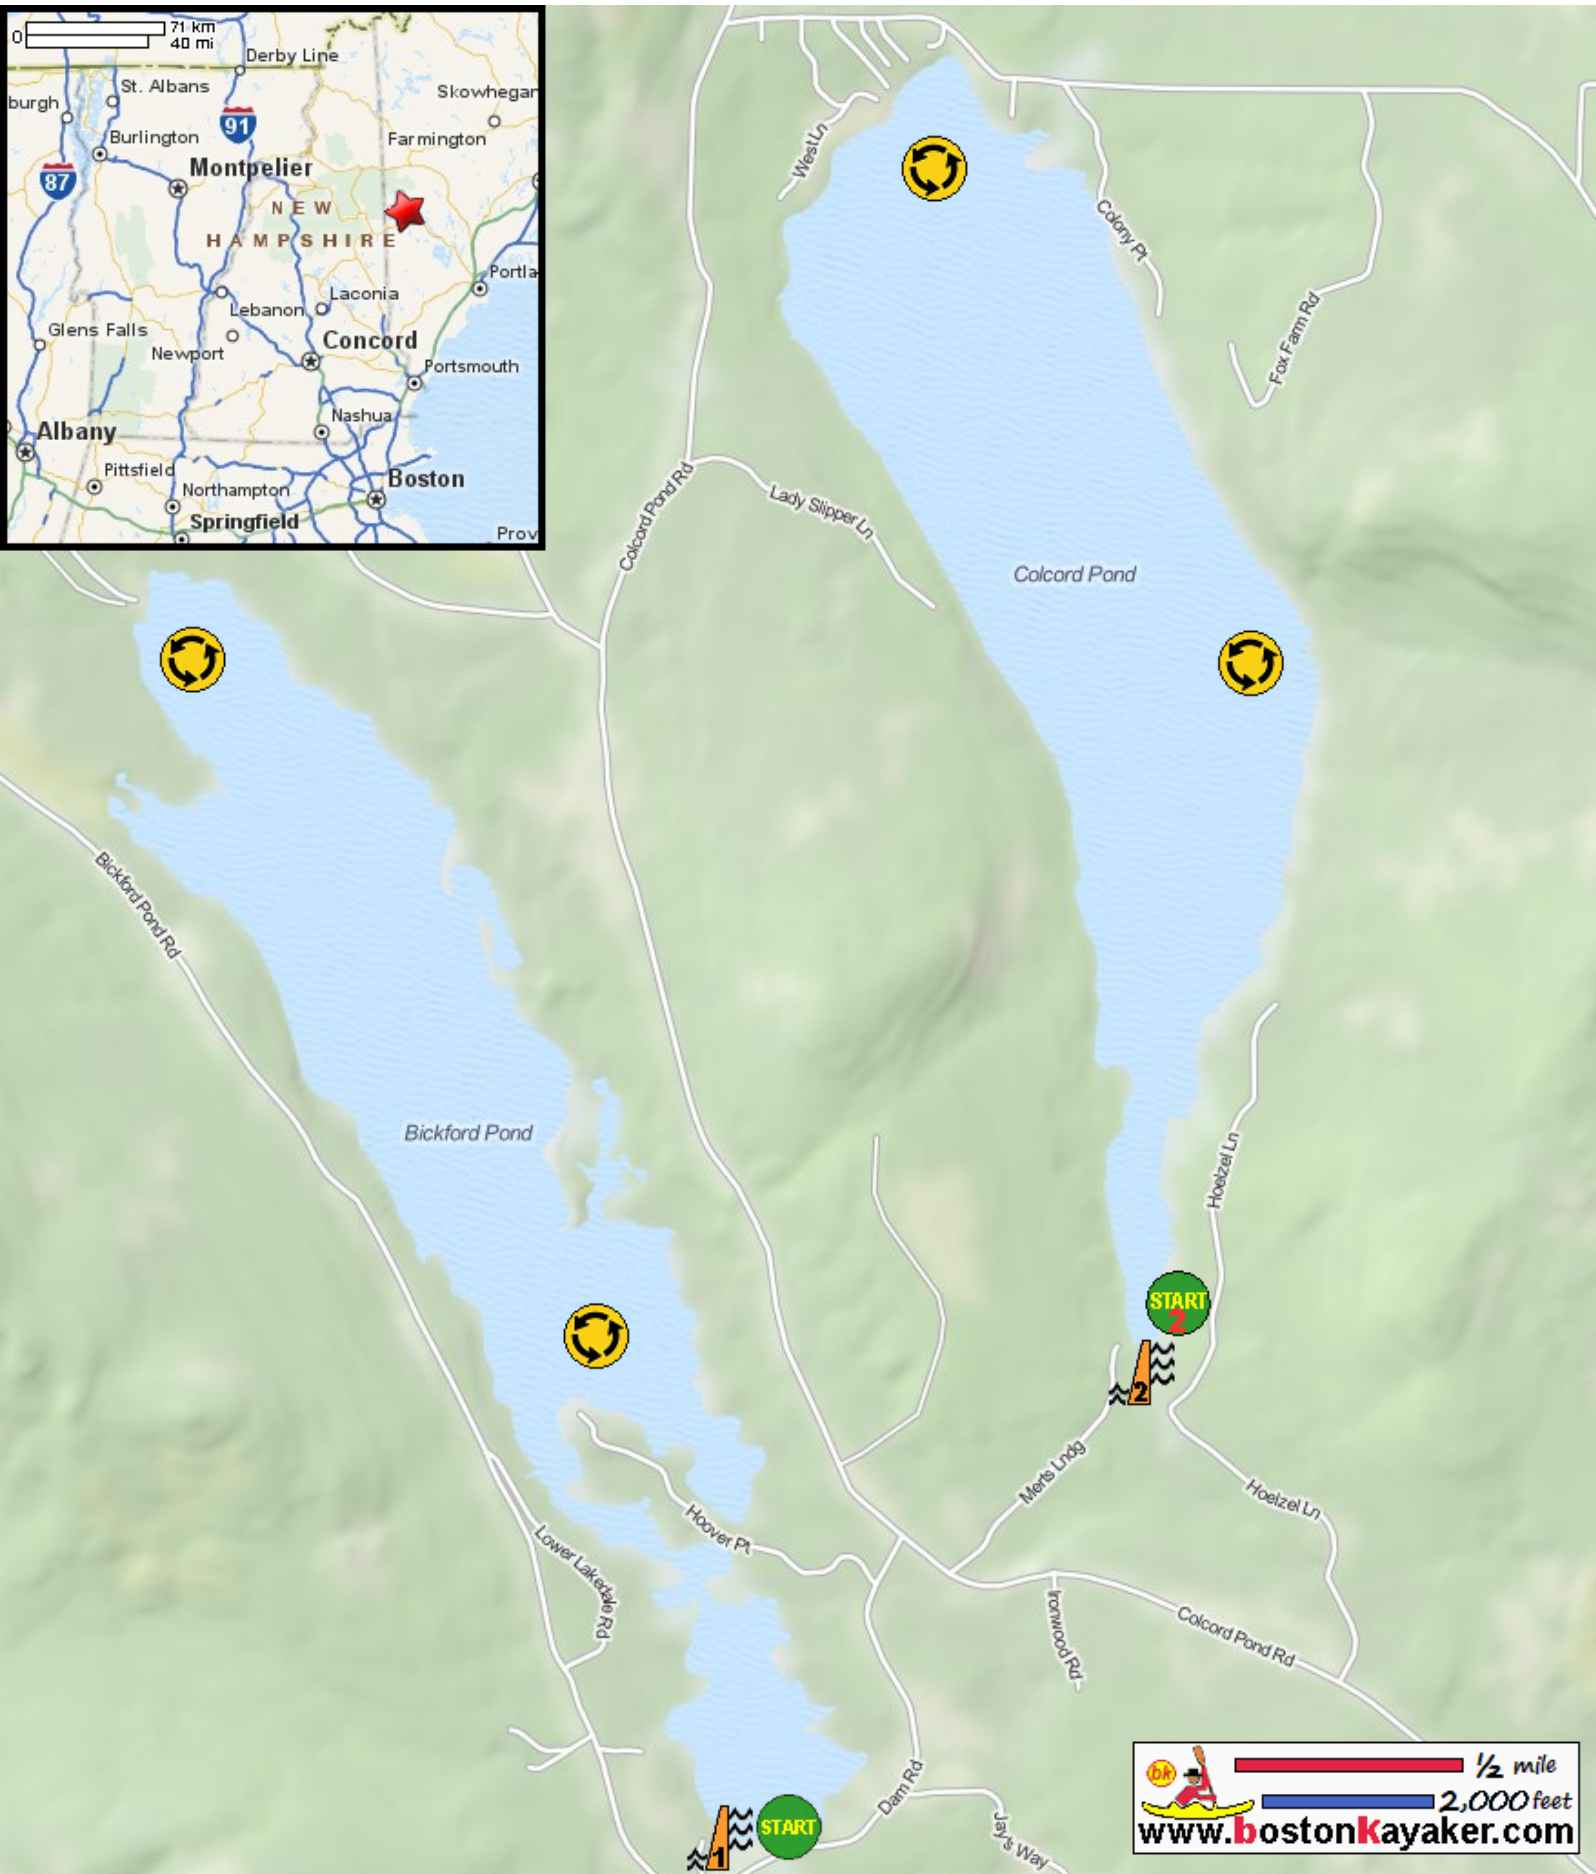 0
71 km
40 mi
Derby Line
burgh
St. Albans
Skowhegan
91
Burlington
Farmington
Montpelier
87
NEW
HAMPSHIRE
Portla
Lebanon
Laconia
Glens Falls
Newport
Concord
Portsmouth
Nashua
Albany
Pittsfield
Northampton
Boston
Springfield
Prov
West Ln
Colony Pt
Fox Farm Rd
Colcord Pond Rd
Lady Slipper Ln
Colcord Pond
Bickford Pond Rd
Bickford Pond
Hoelzel Ln
START
2
2
Merts Lndg
Hoelzel Ln
Hoover Pt
Lower Lakedale Rd
Ironwood Rd
Colcord Pond Rd
Dam Rd
Jay's Way
START
1
bk
1/2 mile
2,000 feet
www.bostonkayaker.com